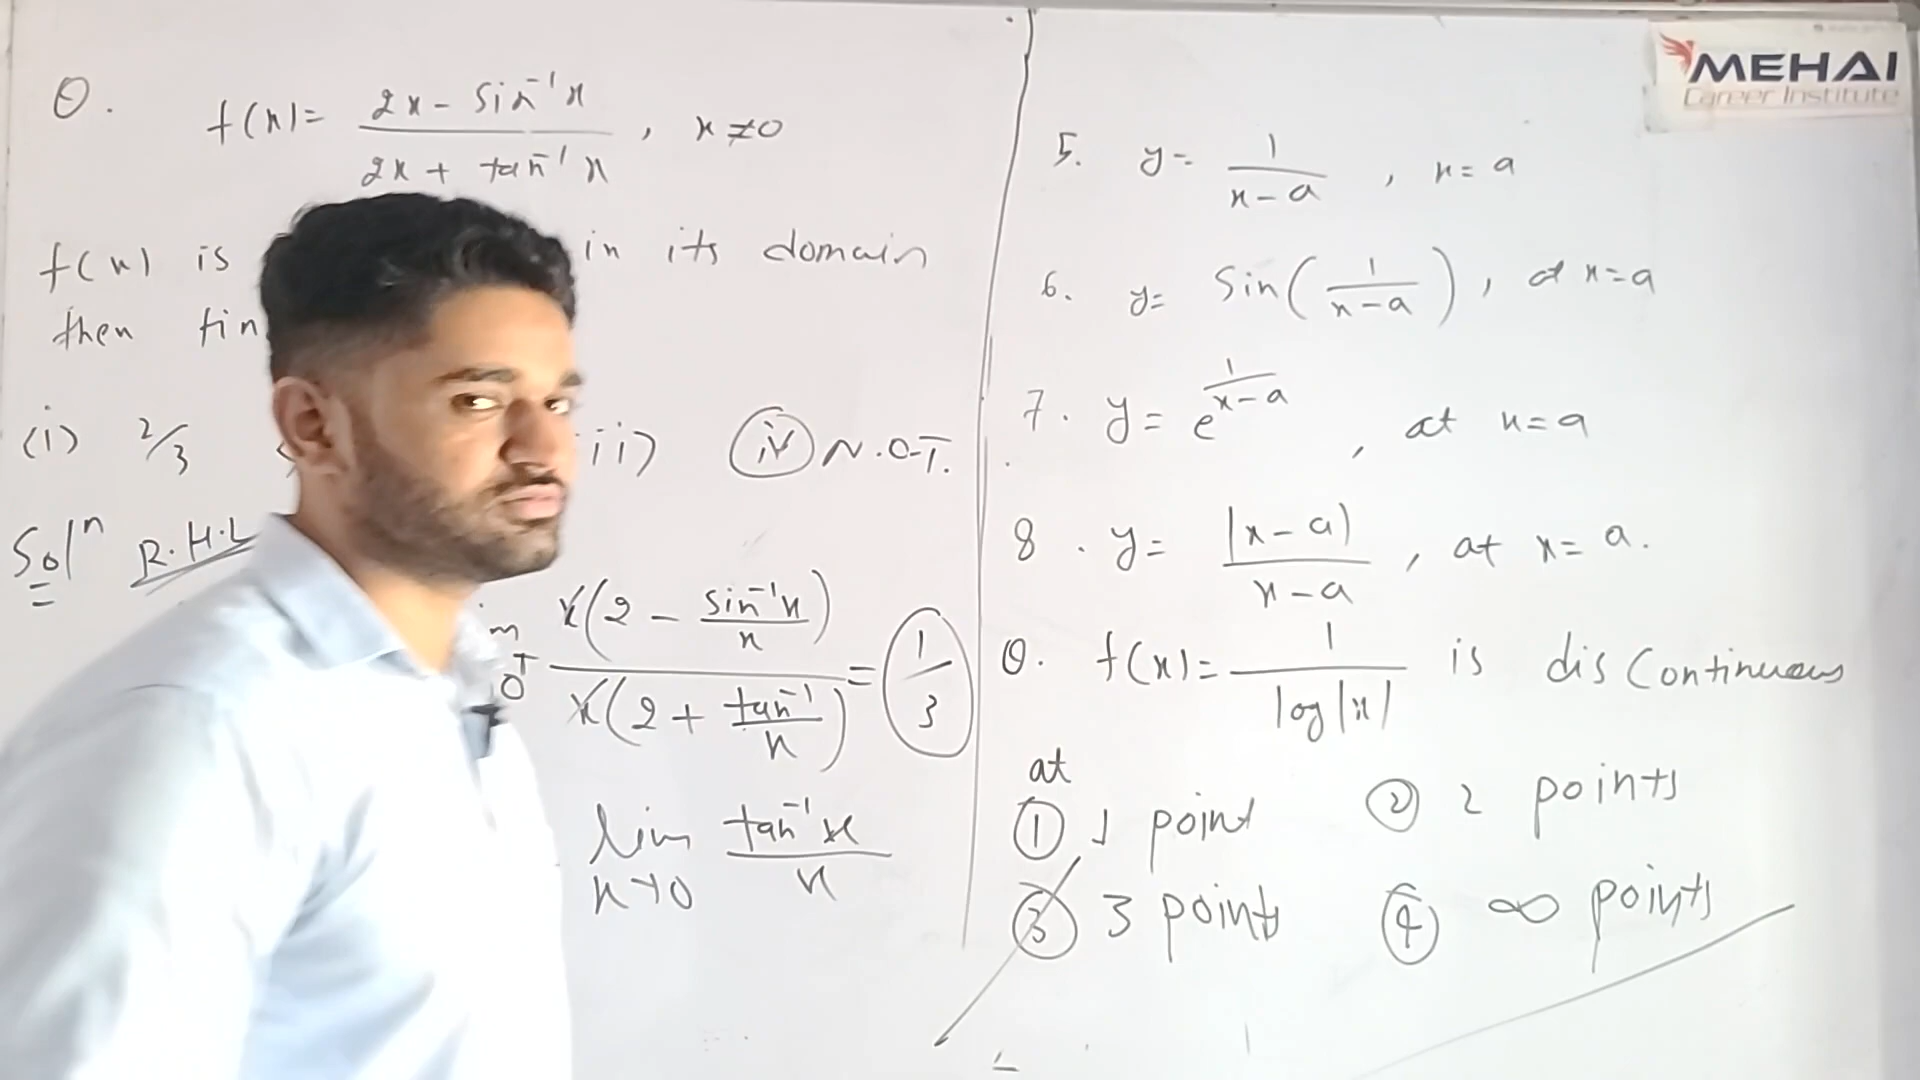 Q. f(x) = (2x - sin⁻¹x)/(2x + tan⁻¹x), x ≠ 0
f(x) is in its domain
then
(i) 2/3 (iv) N.O.T.
Solⁿ R.H.L
x(2 - sin⁻¹x/x)/x(2 + tan⁻¹/x) = 1/3
lim x→0 tan⁻¹x/x
MEHAI
Career Institute
5. y = 1/(x-a), x = a
6. y = sin(1/(x-a)), at x = a
7. y = e^(1/(x-a)), at x = a
8. y = |x-a|/(x-a), at x = a.
Q. f(x) = 1/log|x| is discontinuous
at
① 1 point ② 2 points
③ 3 points ④ ∞ points